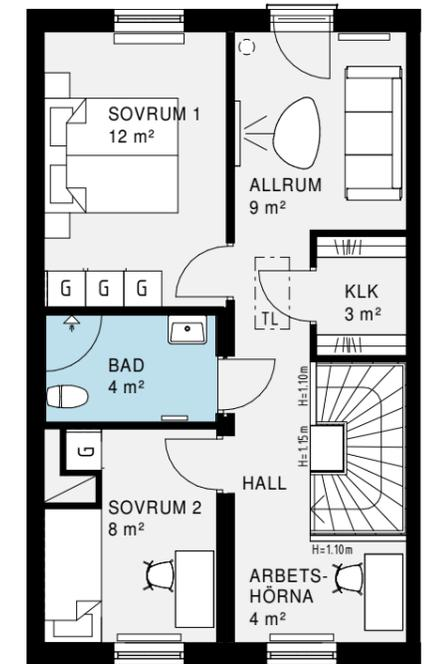 SOVRUM 1
12 m²
ALLRUM
9 m²
G G G
TL
KLK
3 m²
BAD
4 m²
H=1.10m
H=1.15m
G
HALL
SOVRUM 2
8 m²
H=1.10m
ARBETS-
HÖRNA
4 m²